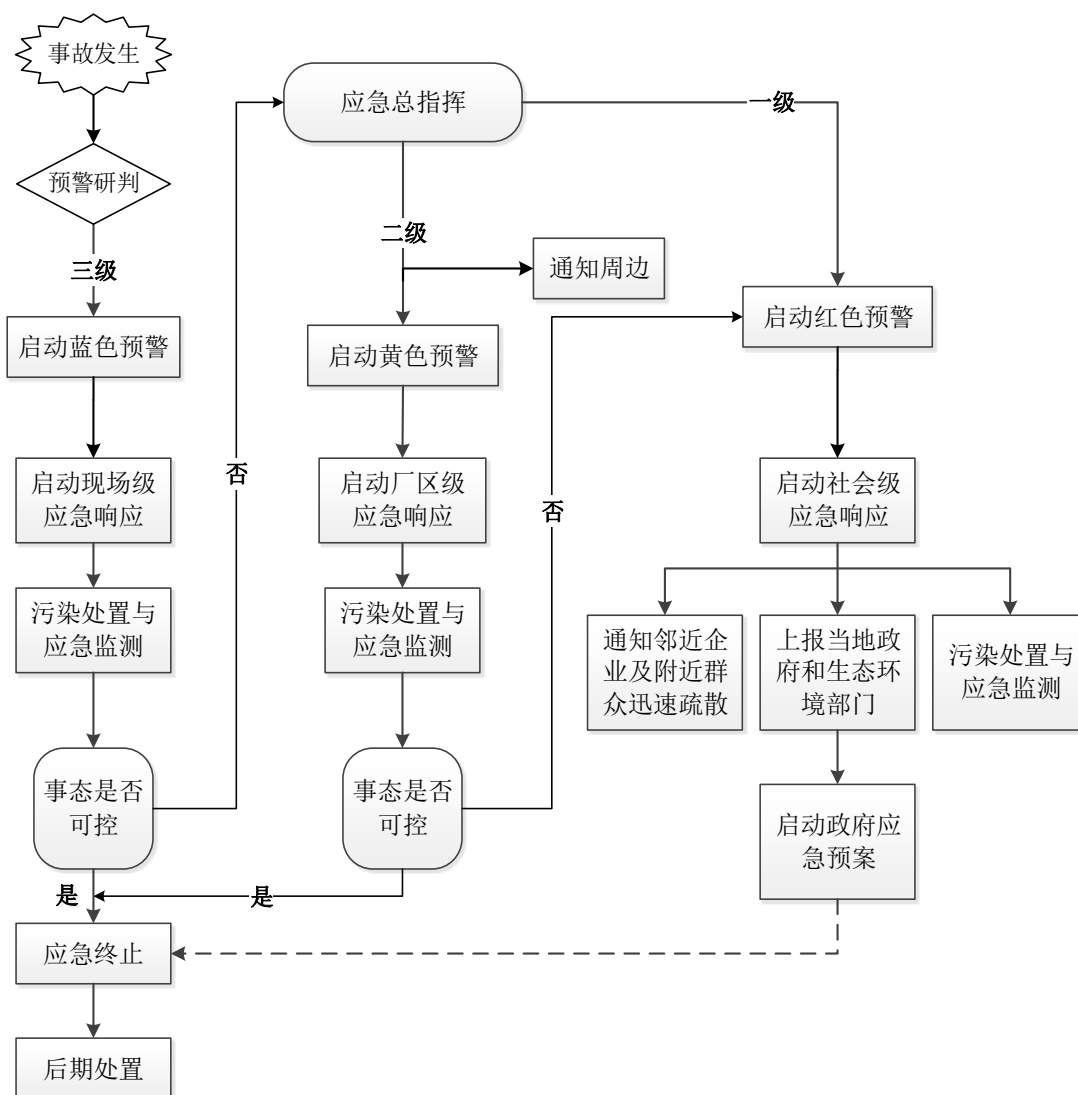 事故发生
应急总指挥
一级
预警研判
二级
三级
通知周边
启动蓝色预警
启动黄色预警
启动红色预警
启动现场级
应急响应
否
启动厂区级
应急响应
否
启动社会级
应急响应
污染处置与
应急监测
污染处置与
应急监测
通知邻近企
业及附近群
众迅速疏散
上报当地政
府和生态环
境部门
污染处置与
应急监测
事态是否
可控
事态是否
可控
启动政府应
急预案
是
是
应急终止
后期处置